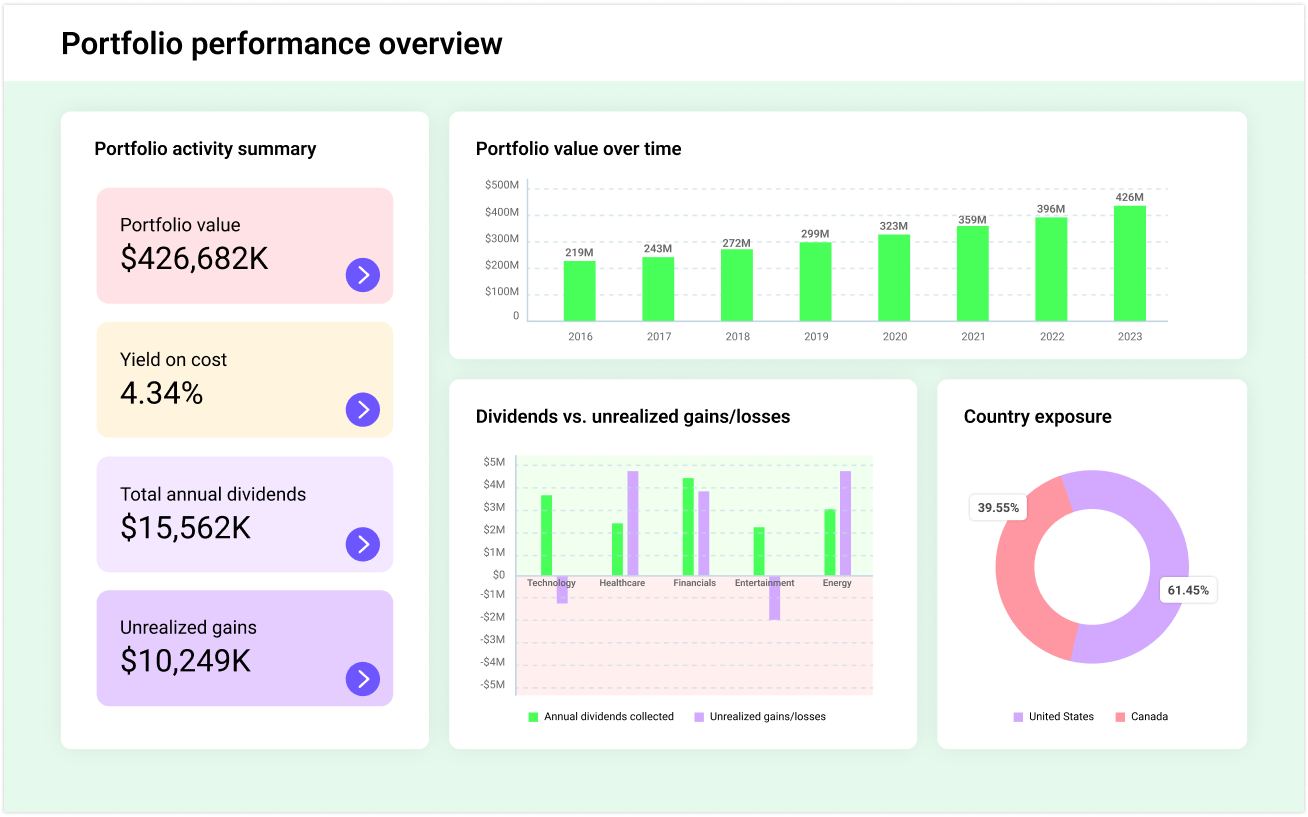 Portfolio performance overview
Portfolio activity summary
Portfolio value
$426,682K
Yield on cost
4.34%
Total annual dividends
$15,562K
Unrealized gains
$10,249K
Portfolio value over time
$500M
$400M
$300M
$200M
$100M
0
219M
243M
272M
299M
323M
359M
396M
426M
2016 2017 2018 2019 2020 2021 2022 2023
Dividends vs. unrealized gains/losses
$5M
$4M
$3M
$2M
$1M
$0
-$1M
-$2M
-$3M
-$4M
-$5M
Technology Healthcare Financials Entertainment Energy
Annual dividends collected Unrealized gains/losses
Country exposure
39.55%
61.45%
United States Canada